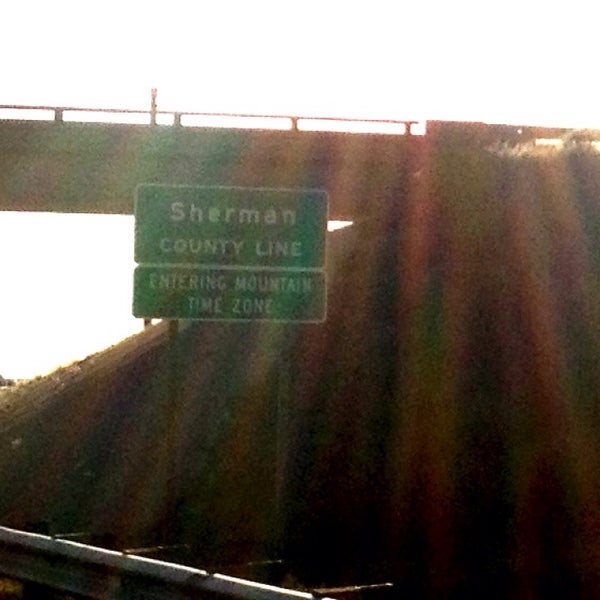 Sherman
COUNTY LINE
ENTERING MOUNTAIN
TIME ZONE